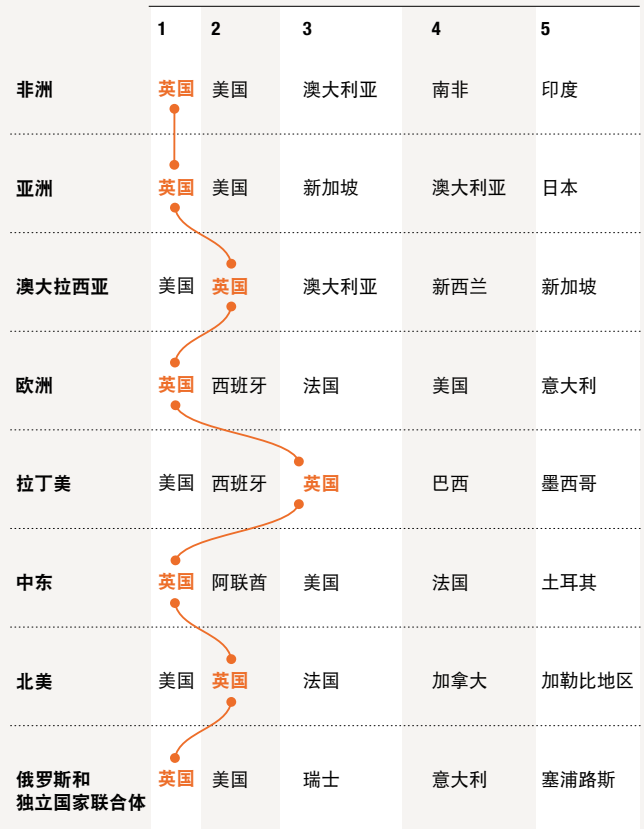 1 2 3 4 5
非洲 英国 美国 澳大利亚 南非 印度
亚洲 英国 美国 新加坡 澳大利亚 日本
澳大拉西亚 美国 英国 澳大利亚 新西兰 新加坡
欧洲 英国 西班牙 法国 美国 意大利
拉丁美 美国 西班牙 英国 巴西 墨西哥
中东 英国 阿联酋 美国 法国 土耳其
北美 美国 英国 法国 加拿大 加勒比地区
俄罗斯和 英国 美国 瑞士 意大利 塞浦路斯
独立国家联合体